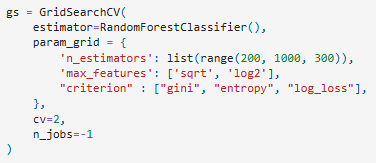 gs = GridSearchCV(
    estimator=RandomForestClassifier(),
    param_grid = {
        'n_estimators': list(range(200, 1000, 300)),
        'max_features': ['sqrt', 'log2'],
        "criterion" : ["gini", "entropy", "log_loss"],
    },
    cv=2,
    n_jobs=-1
)